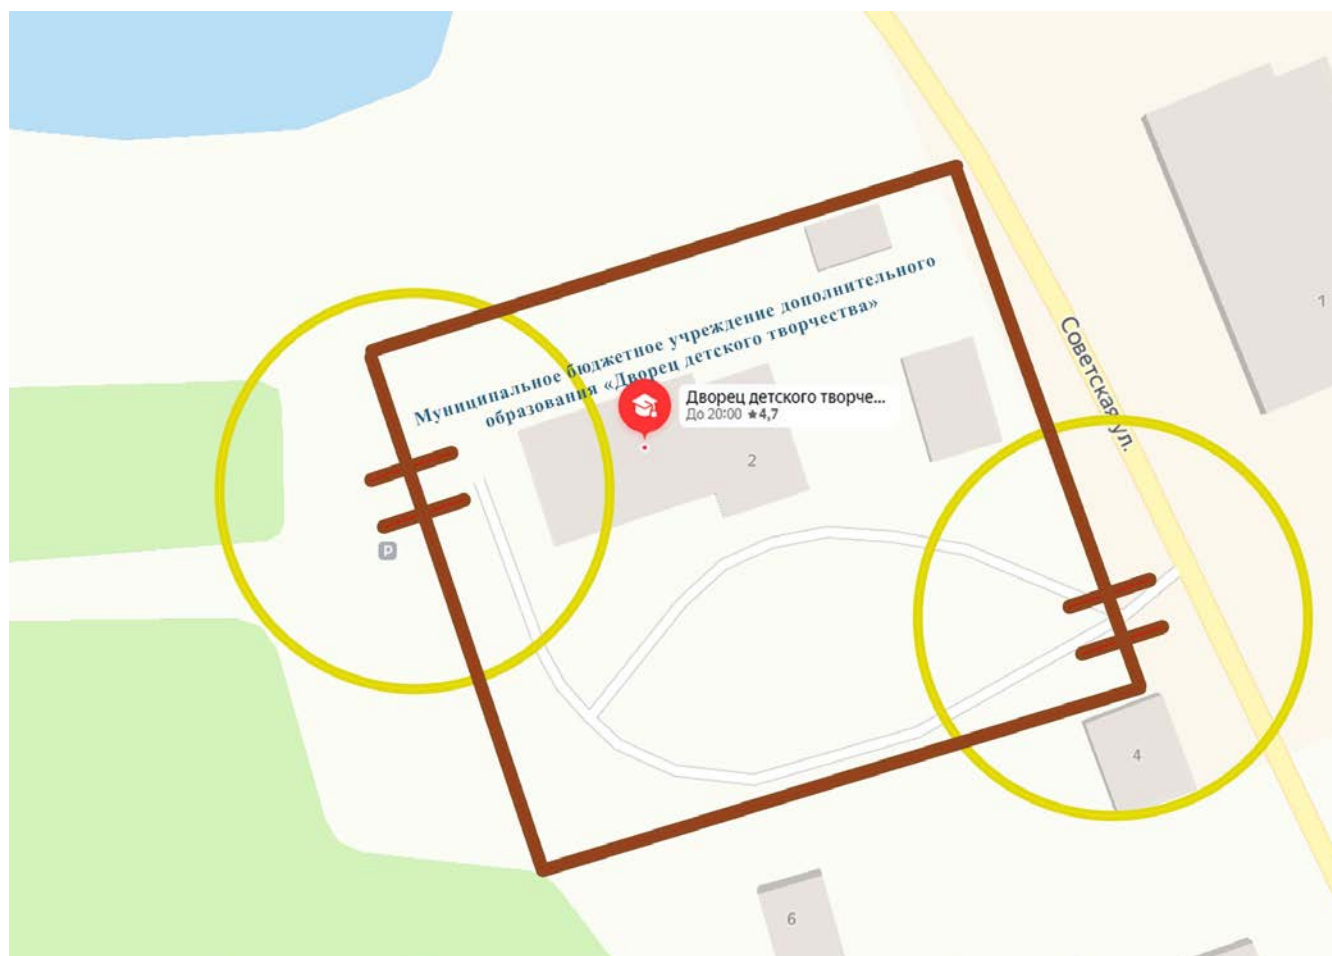 Муниципальное бюджетное учреждение дополнительного
образования «Дворец детского творчества»
Дворец детского творче...
До 20:00 ★4,7
2
1
Советская ул.
P
4
6